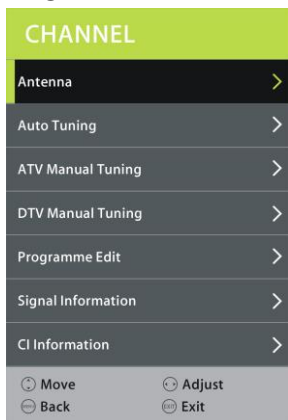 CHANNEL
Antenna
Auto Tuning
ATV Manual Tuning
DTV Manual Tuning
Programme Edit
Signal Information
CI Information
Move Adjust
Back EXIT Exit